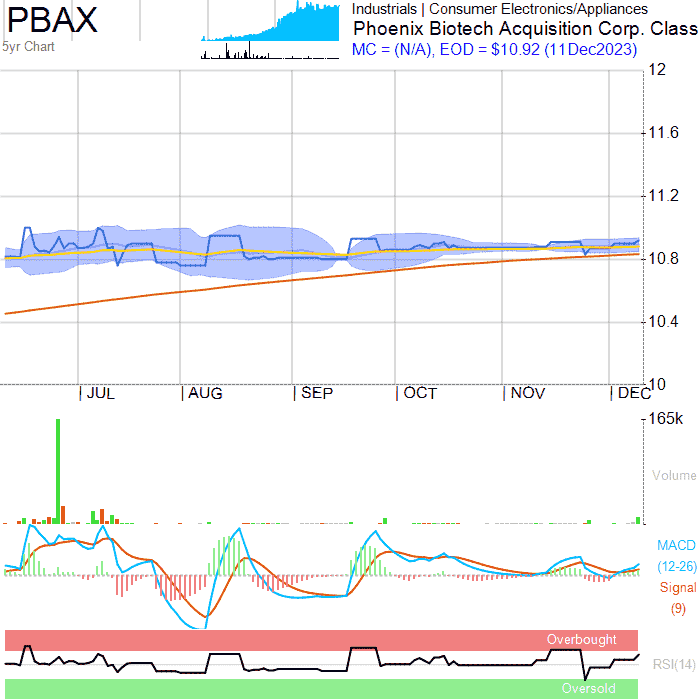 PBAX
5yr Chart
Industrials | Consumer Electronics/Appliances
Phoenix Biotech Acquisition Corp. Class
MC = (N/A), EOD = $10.92 (11Dec2023)
12
11.6
11.2
10.8
10.4
10
JUL
AUG
SEP
OCT
NOV
DEC
165k
Volume
MACD
(12-26)
Signal
(9)
Overbought
RSI(14)
Oversold